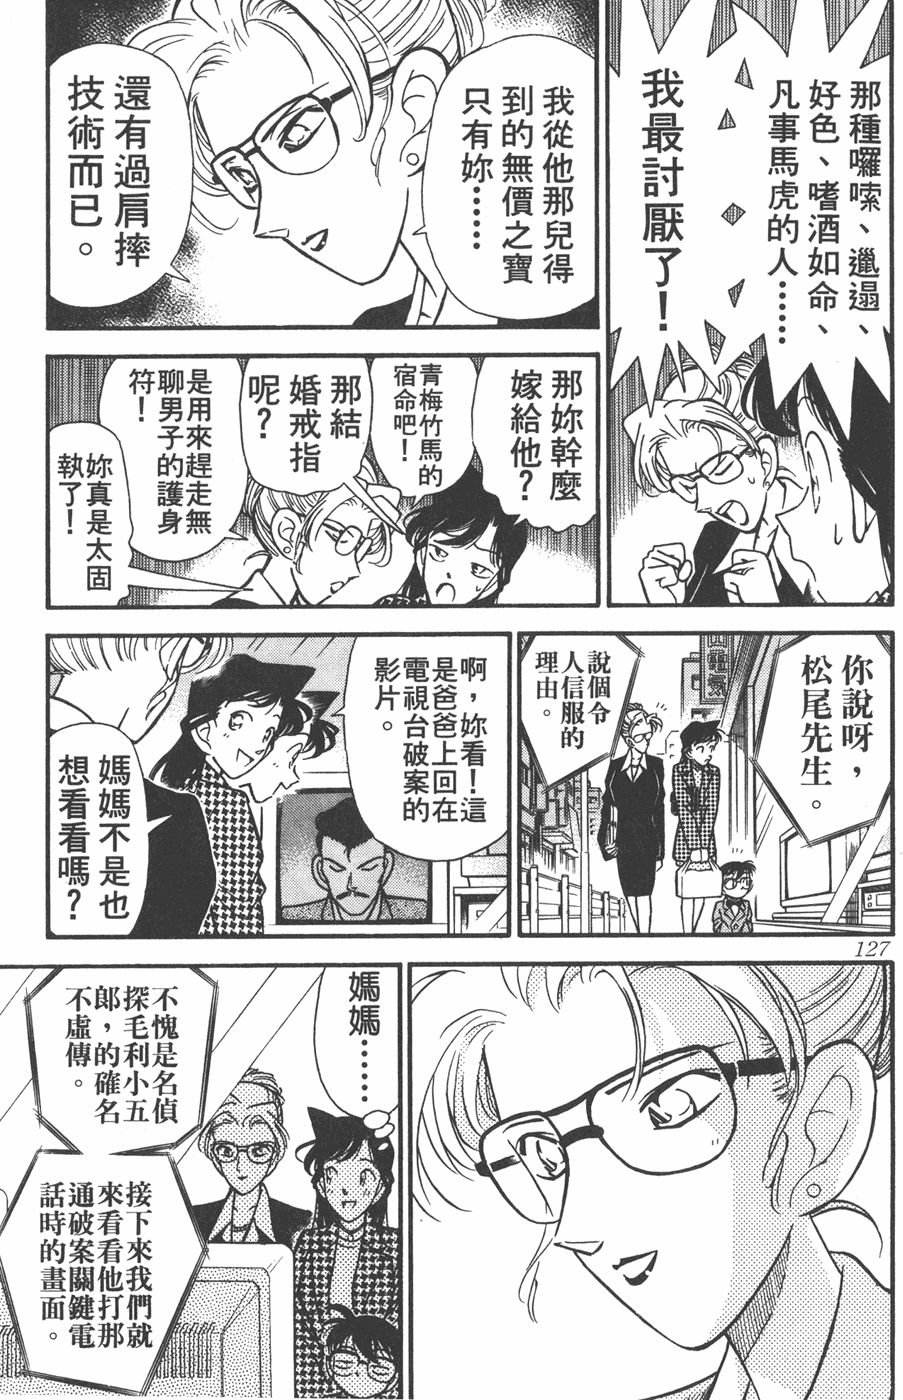 那種囉嗦、邋遢、
好色、嗜酒如命、
凡事馬虎的人……
我最討厭了！
我從他那兒得
到的無價之寶
只有妳……
還有過肩摔
技術而已。
那妳幹麼
嫁給他？
青梅竹馬的
宿命吧！
那結
婚戒指
呢？
是用來趕走無
聊男子的護身
符！
妳真是太固
執了！
你說呀，
松尾先生。
說個令
人信服的
理由。
啊，妳看！這
是爸爸上回在
電視台破案的
影片。
媽媽不是也
想看看嗎？
127
媽媽……
不愧是名偵
探毛利小五
郎，的確名
不虛傳。
接下來我們就
來看看他打那
通破案關鍵電
話時的畫面。